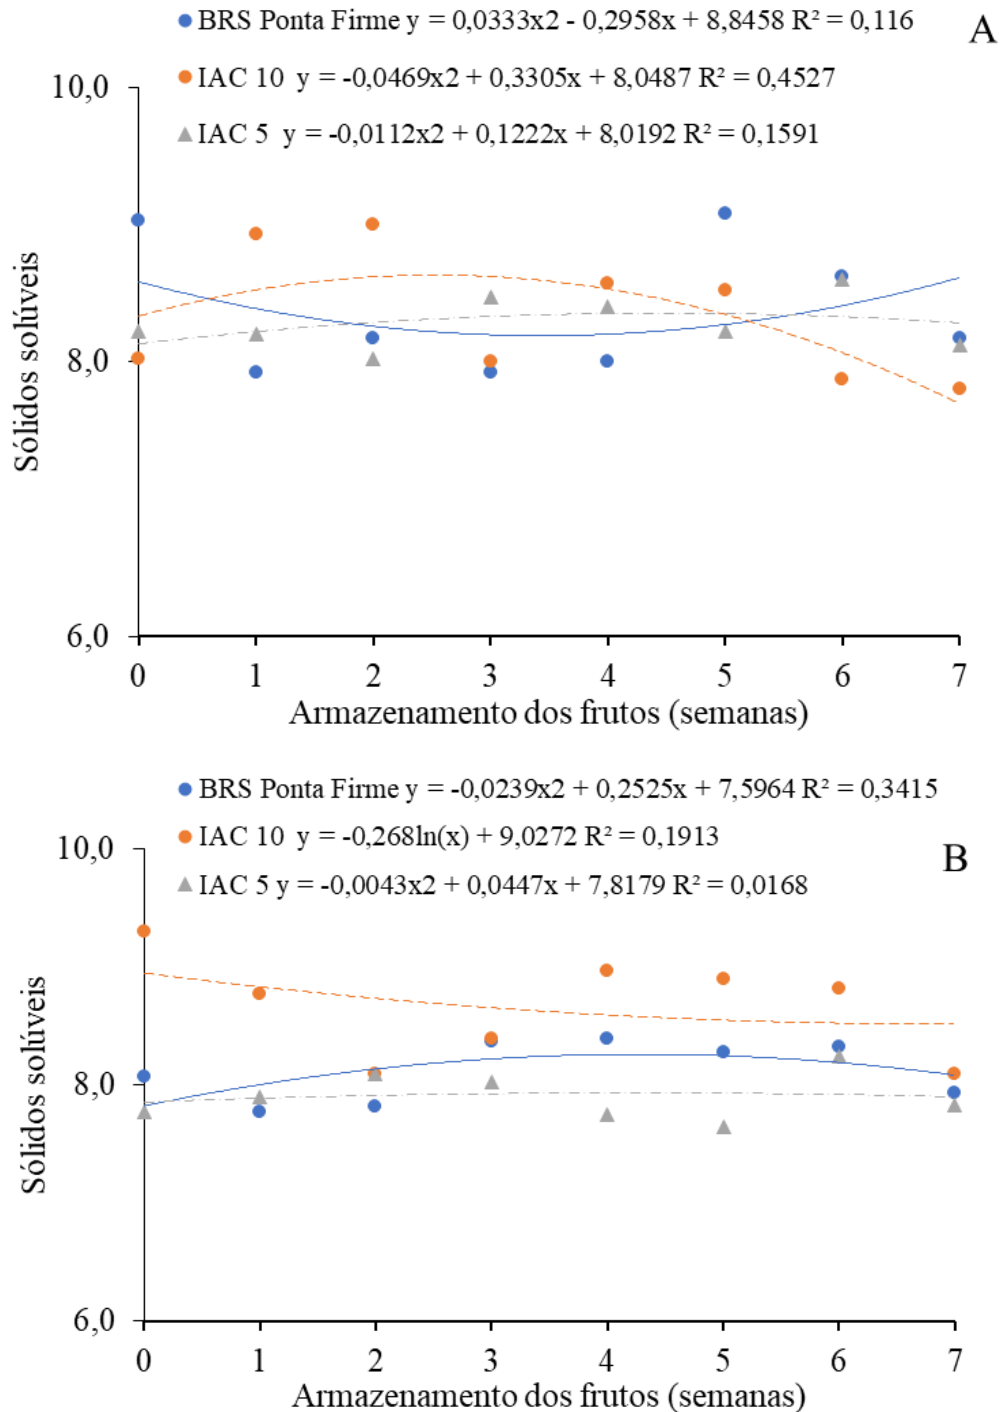 BRS Ponta Firme y = 0,0333x2 - 0,2958x + 8,8458 R² = 0,116
A
IAC 10 y = -0,0469x2 + 0,3305x + 8,0487 R² = 0,4527
10,0
IAC 5 y = -0,0112x2 + 0,1222x + 8,0192 R² = 0,1591
Sólidos solúveis
8,0
6,0
0 1 2 3 4 5 6 7
Armazenamento dos frutos (semanas)
BRS Ponta Firme y = -0,0239x2 + 0,2525x + 7,5964 R² = 0,3415
IAC 10 y = -0,268ln(x) + 9,0272 R² = 0,1913
10,0
B
IAC 5 y = -0,0043x2 + 0,0447x + 7,8179 R² = 0,0168
Sólidos solúveis
8,0
6,0
0 1 2 3 4 5 6 7
Armazenamento dos frutos (semanas)